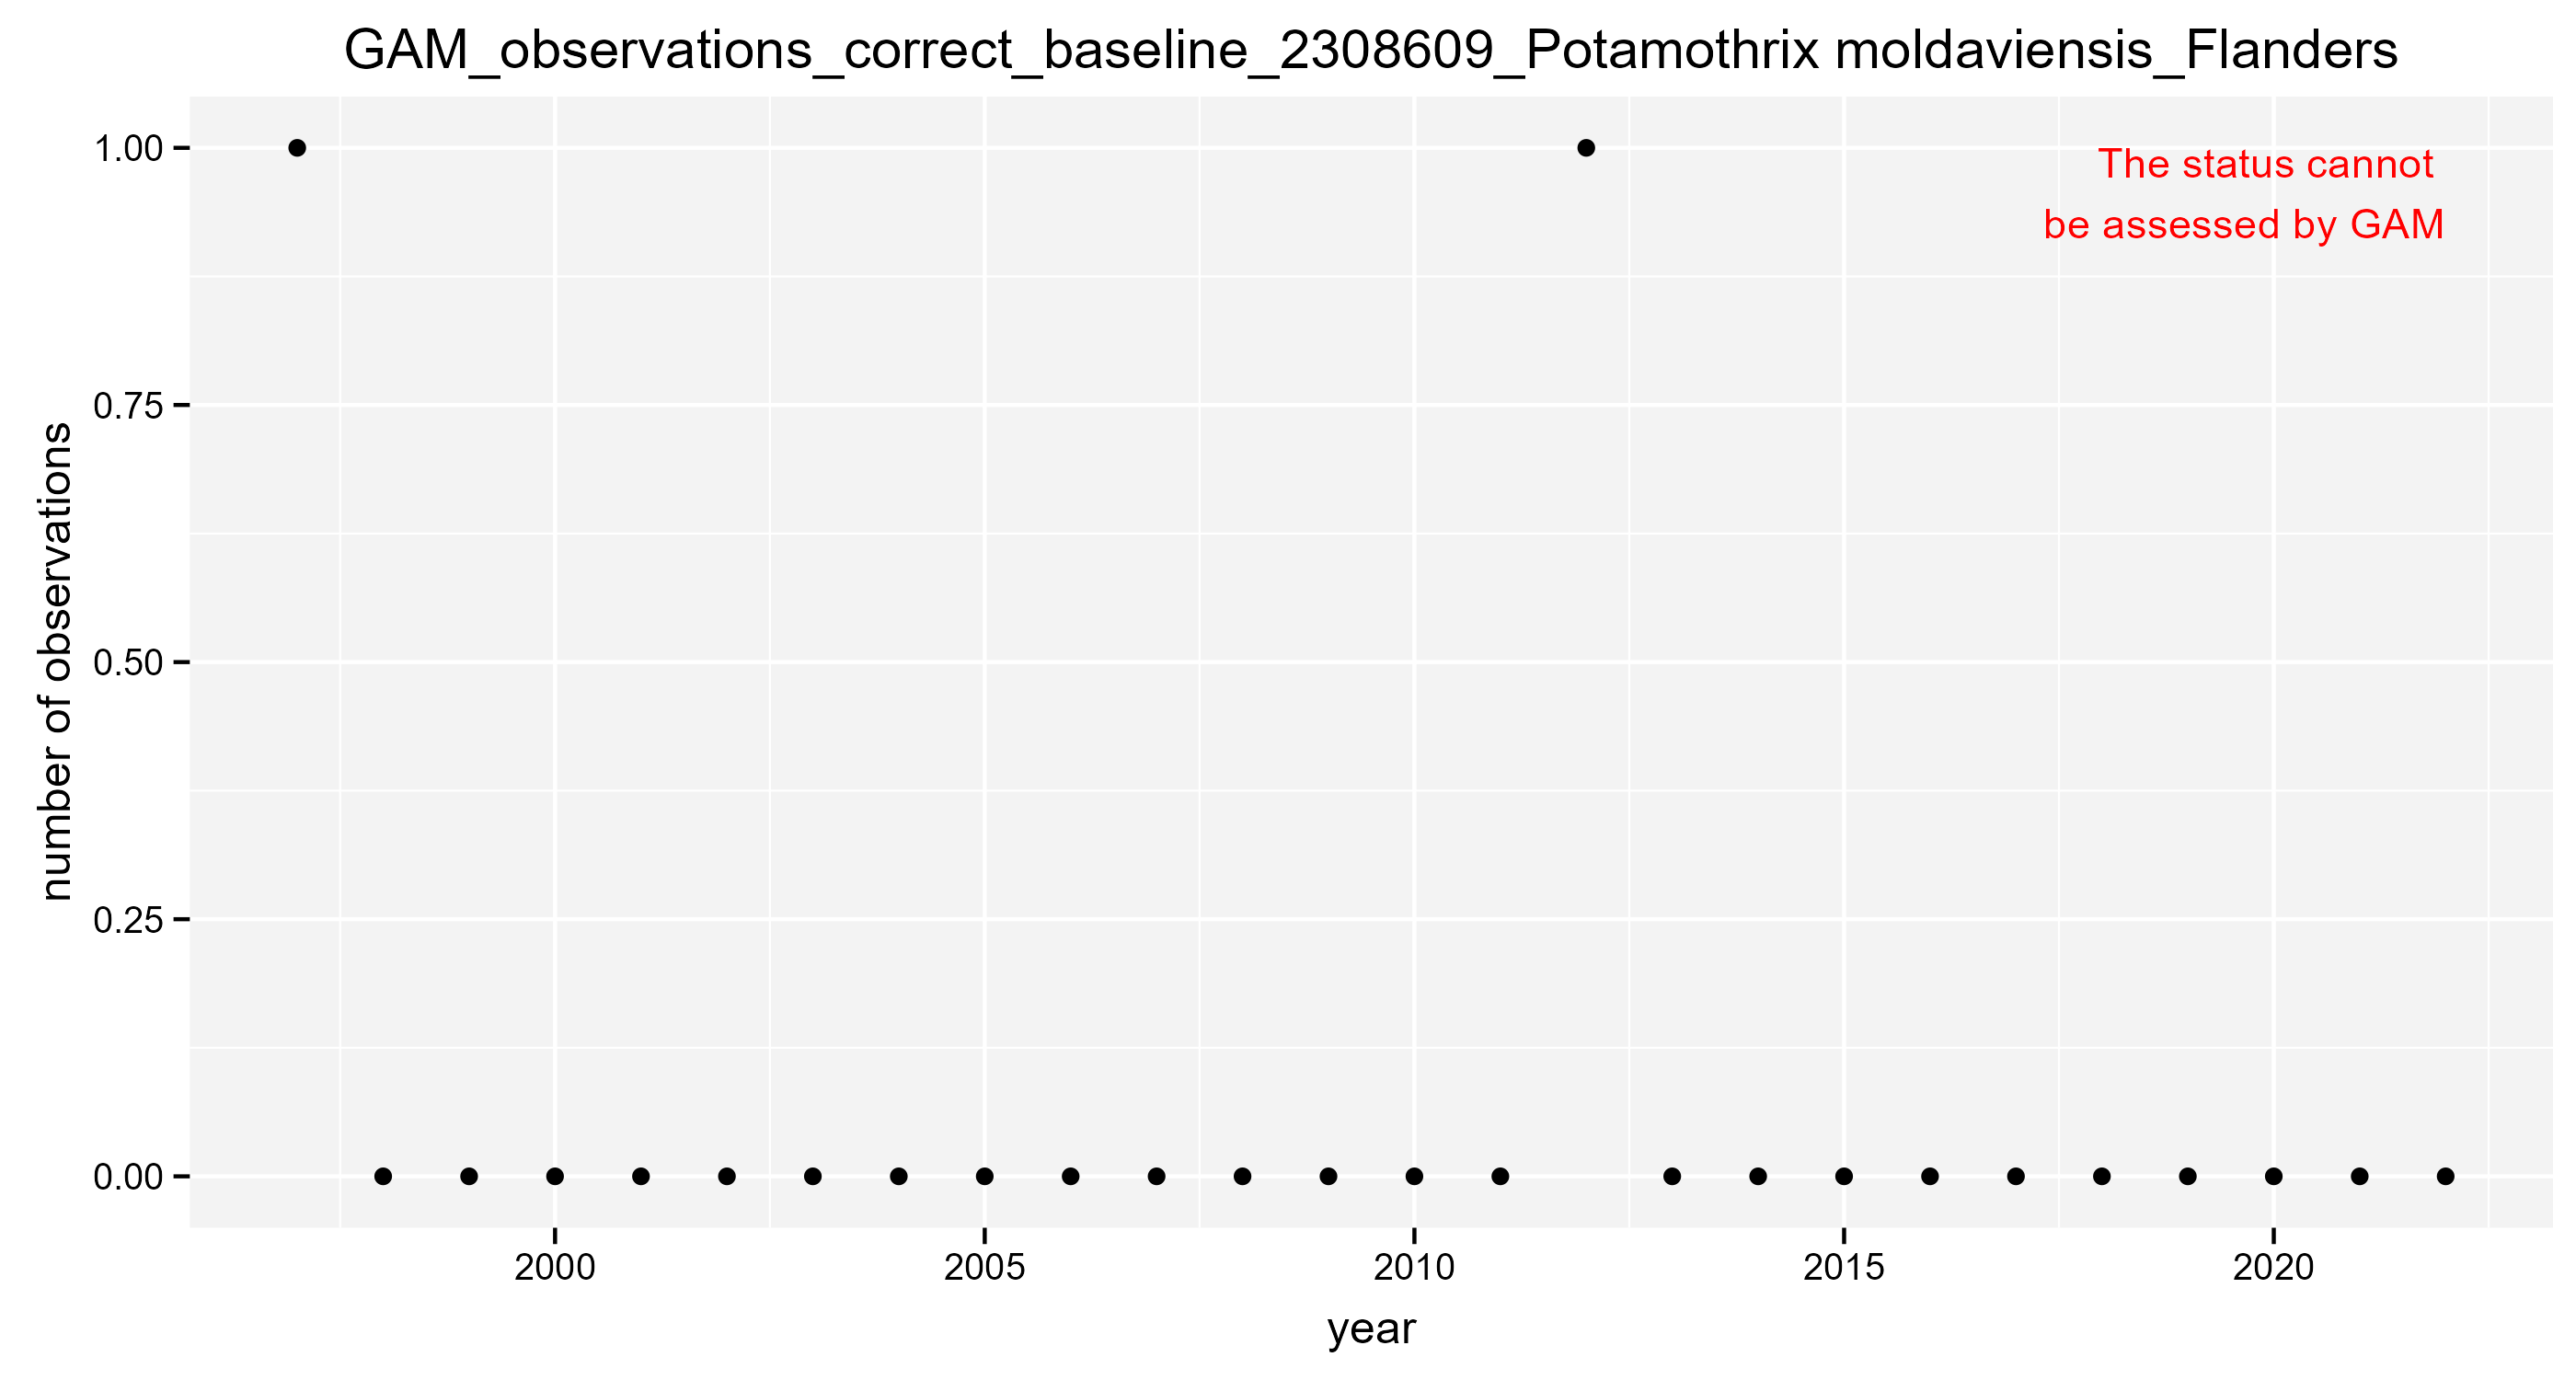 GAM_observations_correct_baseline_2308609_Potamothrix moldaviensis_Flanders
1.00
The status cannot
be assessed by GAM
0.75
0.50
0.25
0.00
number of observations
2000 2005 2010 2015 2020
year